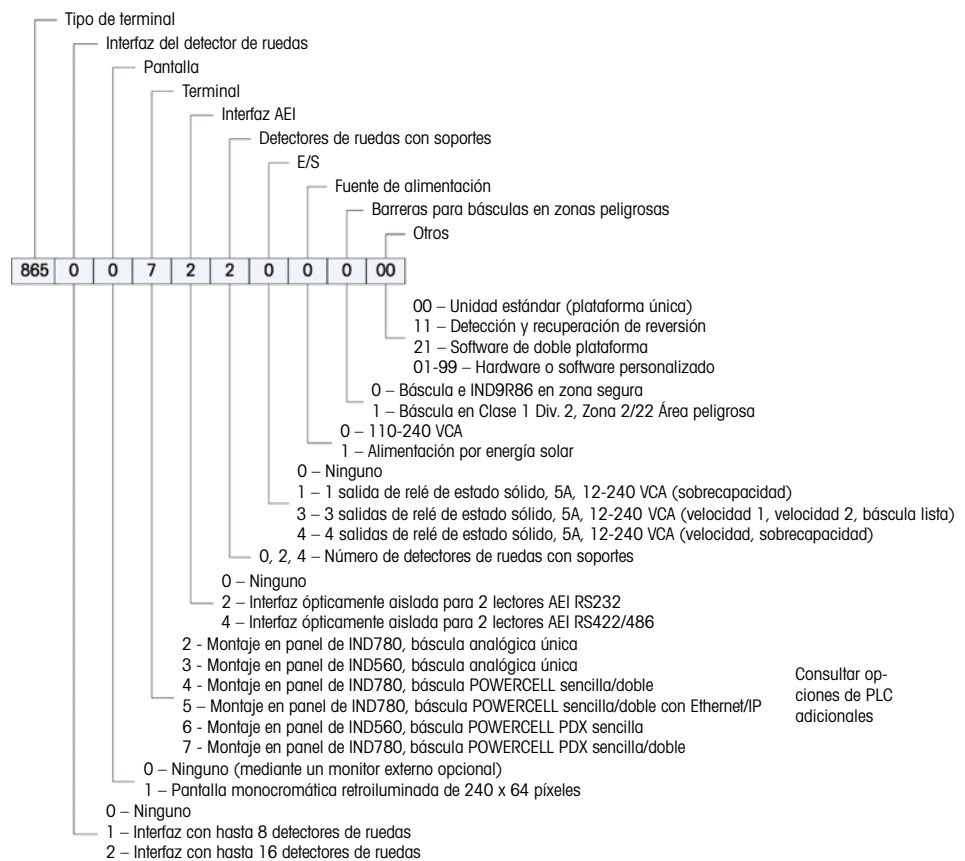 Tipo de terminal
Interfaz del detector de ruedas
Pantalla
Terminal
Interfaz AEI
Detectores de ruedas con soportes
E/S
Fuente de alimentación
Barreras para básculas en zonas peligrosas
Otros
865 0 0 7 2 2 0 0 0 00
00 – Unidad estándar (plataforma única)
11 – Detección y recuperación de reversión
21 – Software de doble plataforma
01-99 – Hardware o software personalizado
0 – Báscula e IND9R86 en zona segura
1 – Báscula en Clase 1 Div. 2, Zona 2/22 Área peligrosa
0 – 110-240 VCA
1 – Alimentación por energía solar
0 – Ninguno
1 – 1 salida de relé de estado sólido, 5A, 12-240 VCA (sobrecapacidad)
3 – 3 salidas de relé de estado sólido, 5A, 12-240 VCA (velocidad 1, velocidad 2, báscula lista)
4 – 4 salidas de relé de estado sólido, 5A, 12-240 VCA (velocidad, sobrecapacidad)
0, 2, 4 – Número de detectores de ruedas con soportes
0 – Ninguno
2 – Interfaz ópticamente aislada para 2 lectores AEI RS232
4 – Interfaz ópticamente aislada para 2 lectores AEI RS422/486
2 - Montaje en panel de IND780, báscula analógica única
3 - Montaje en panel de IND560, báscula analógica única
4 - Montaje en panel de IND780, báscula POWERCELL sencilla/doble
5 – Montaje en panel de IND780, báscula POWERCELL sencilla/doble con Ethernet/IP
6 - Montaje en panel de IND560, báscula POWERCELL PDX sencilla
7 - Montaje en panel de IND780, báscula POWERCELL PDX sencilla/doble
Consultar op-
ciones de PLC
adicionales
0 – Ninguno (mediante un monitor externo opcional)
1 – Pantalla monocromática retroiluminada de 240 x 64 píxeles
0 – Ninguno
1 – Interfaz con hasta 8 detectores de ruedas
2 – Interfaz con hasta 16 detectores de ruedas